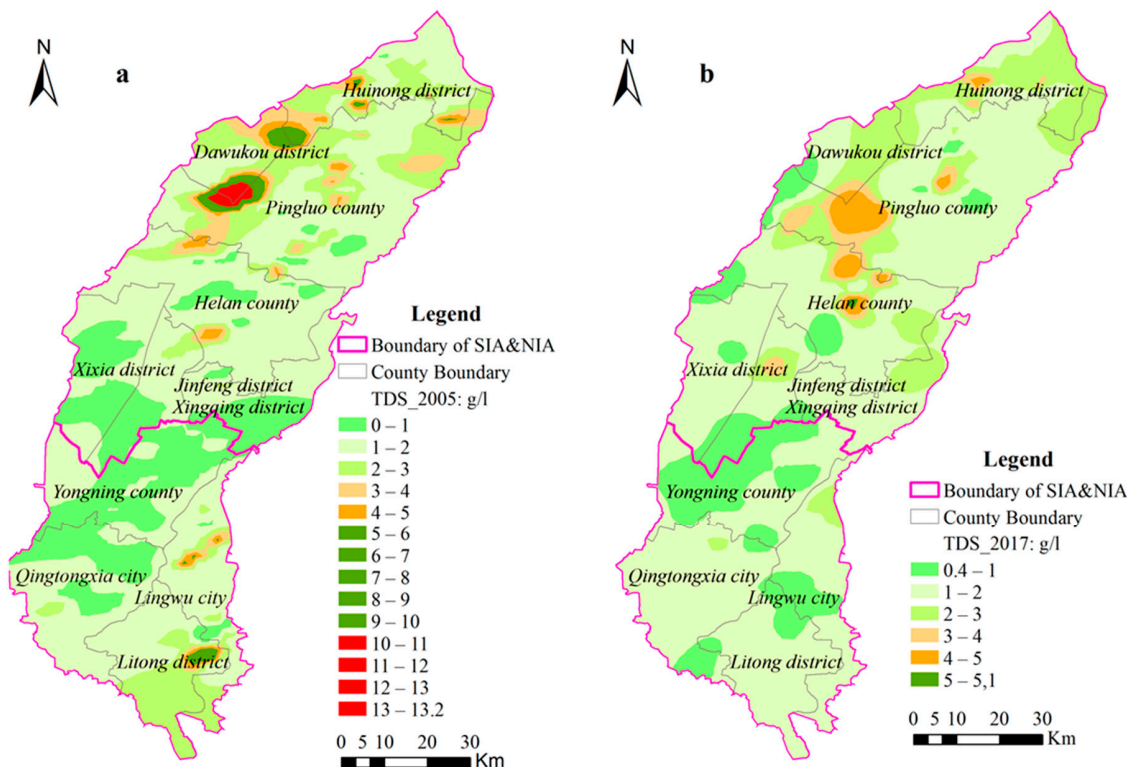 N
a
Huinong district
Dawukou district
Pingluo county
Helan county
Xixia district
Jinfeng district
Xingqing district
Yongning county
Qingtongxia city
Lingwu city
Litong district
Legend
Boundary of SIA&NIA
County Boundary
TDS_2005: g/l
0 – 1
1 – 2
2 – 3
3 – 4
4 – 5
5 – 6
6 – 7
7 – 8
8 – 9
9 – 10
10 – 11
11 – 12
12 – 13
13 – 13.2
0 5 10 20 30
Km
N
b
Huinong district
Dawukou district
Pingluo county
Helan county
Xixia district
Jinfeng district
Xingqing district
Yongning county
Qingtongxia city
Lingwu city
Litong district
Legend
Boundary of SIA&NIA
County Boundary
TDS_2017: g/l
0.4 – 1
1 – 2
2 – 3
3 – 4
4 – 5
5 – 5,1
0 5 10 20 30
Km